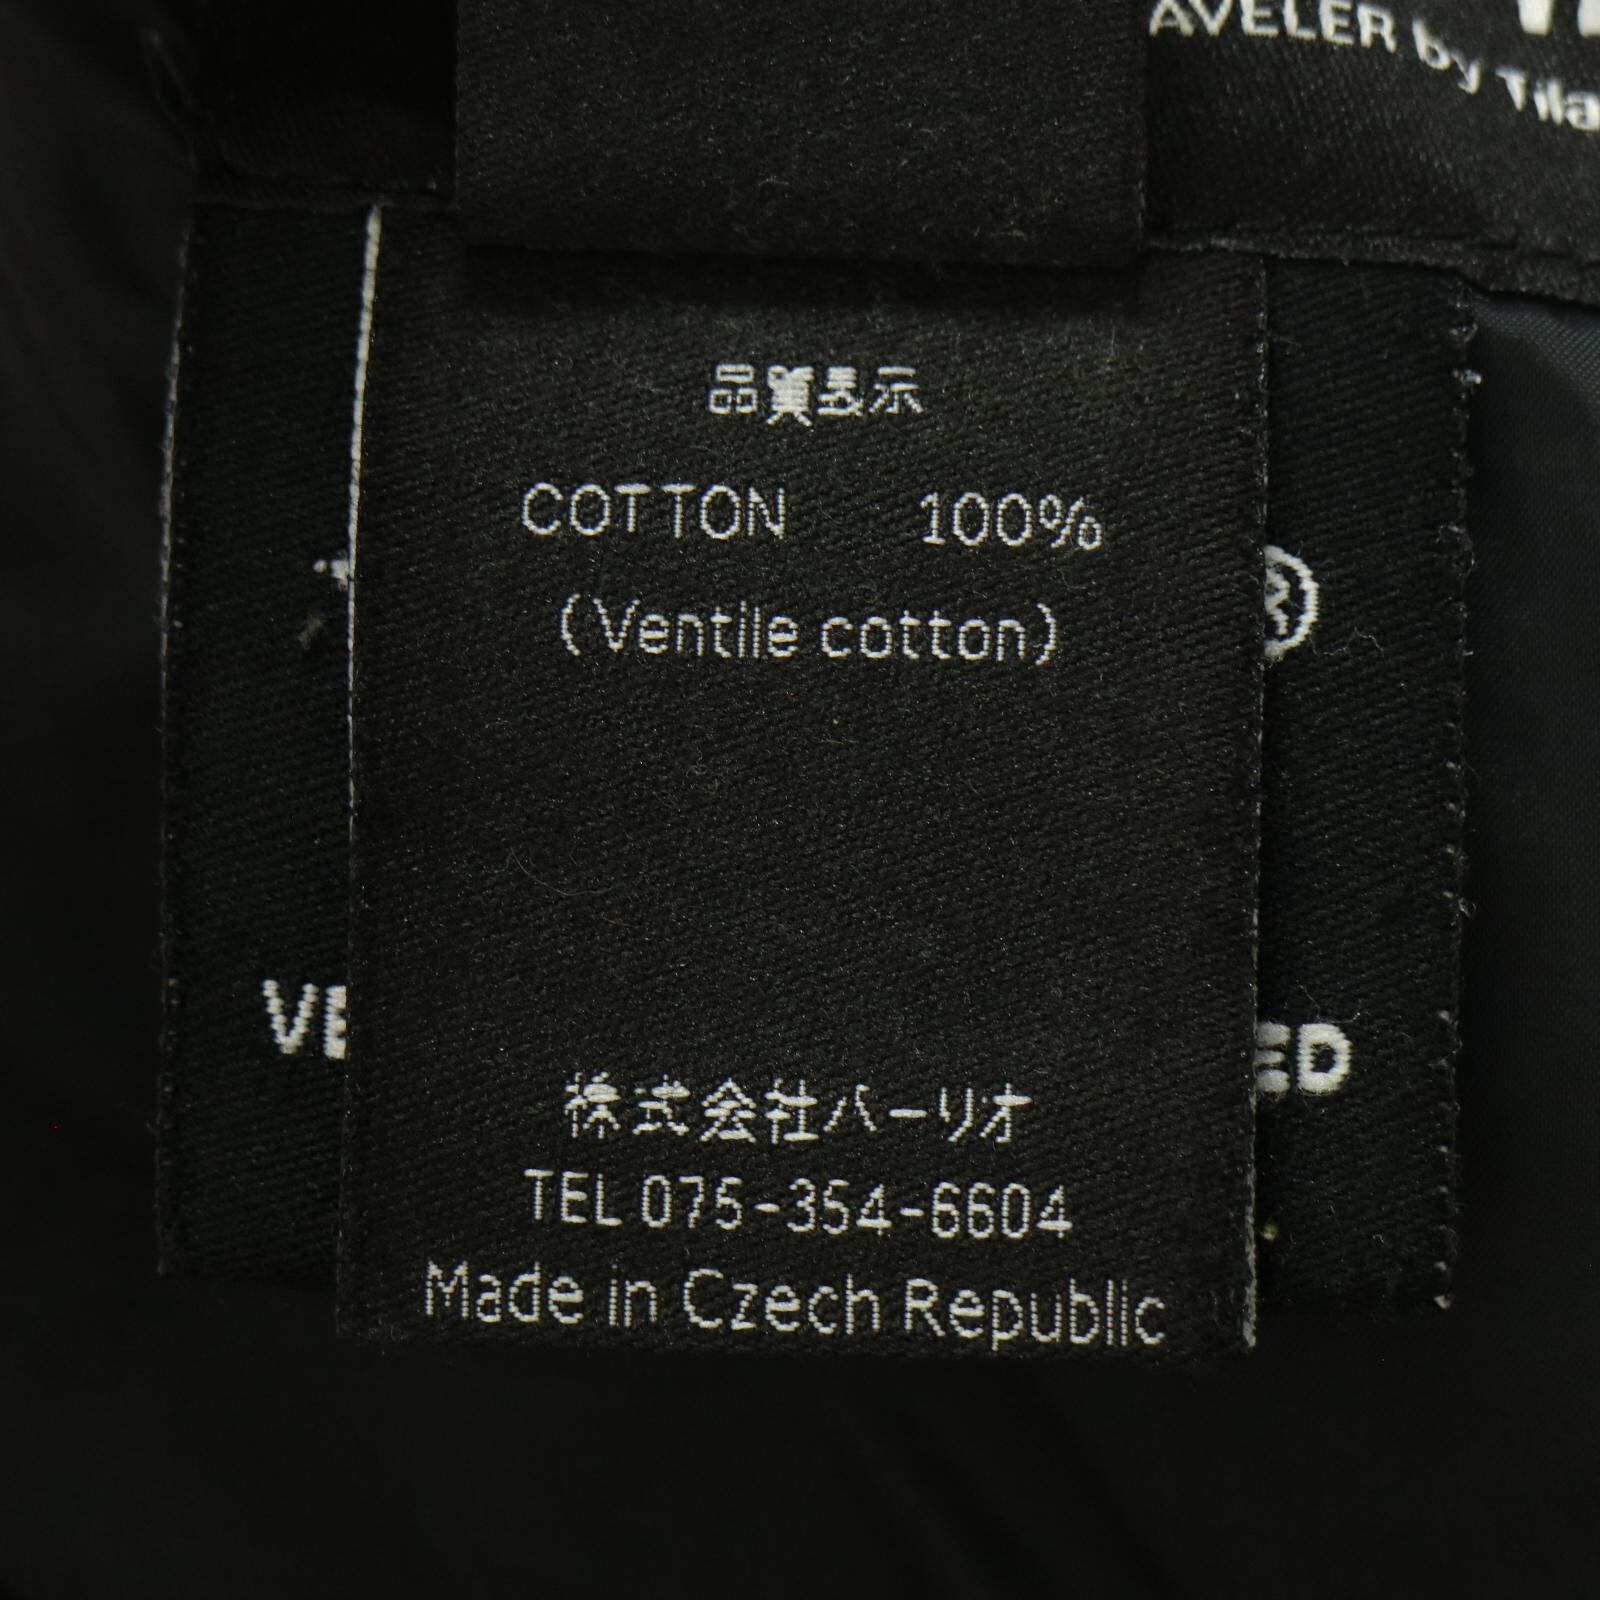 AVELER by Tila
品質表示
COTTON 100%
(Ventile cotton)
®
VE
ED
株式会社バーリオ
TEL 075-354-6604
Made in Czech Republic